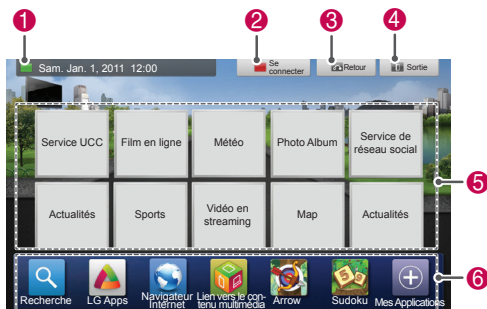 1
2
3
4
Sam. Jan. 1, 2011 12:00
Se
connecter
Retour
Sortie
Service UCC
Film en ligne
Météo
Photo Album
Service de
réseau social
5
Actualités
Sports
Vidéo en
streaming
Map
Actualités
6
Recherche
LG Apps
Navigateur
Internet
Lien vers le con-
tenu multimédia
Arrow
Sudoku
Mes Applications